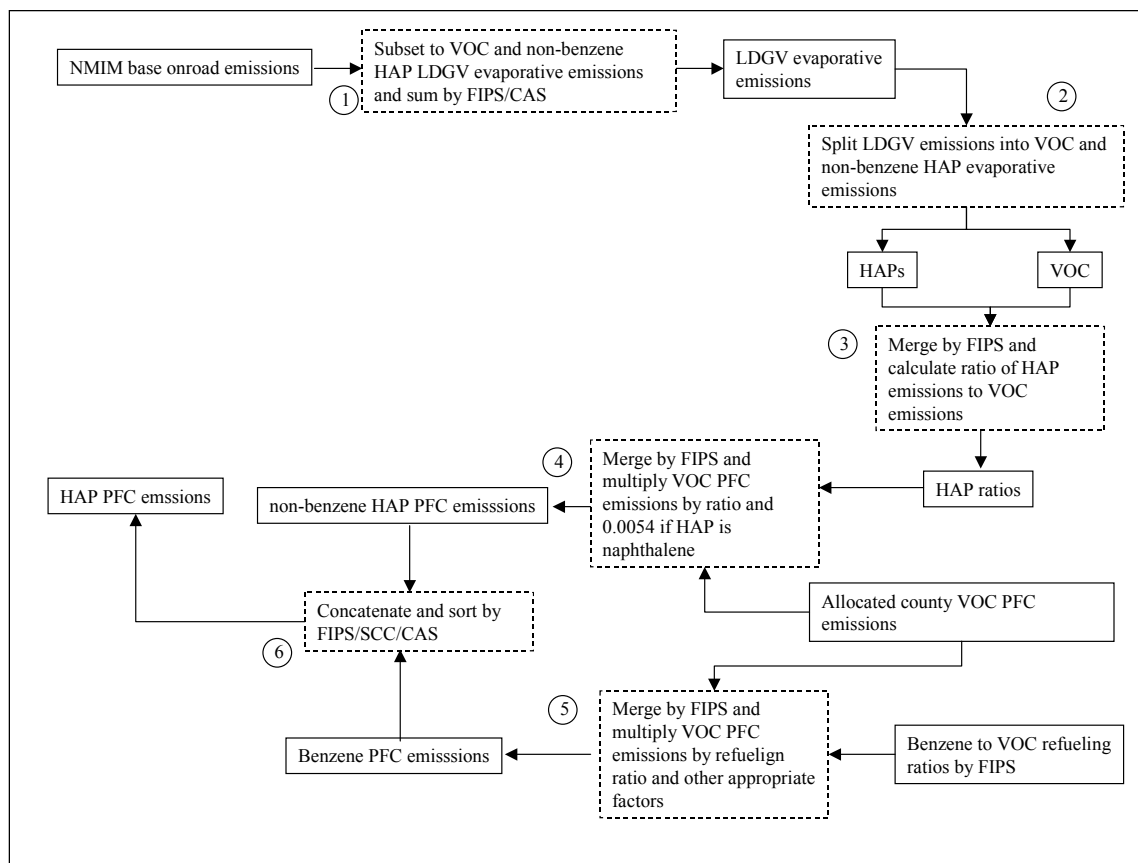 NMIM base onroad emissions
1
Subset to VOC and non-benzene
HAP LDGV evaporative emissions
and sum by FIPS/CAS
LDGV evaporative
emissions
2
Split LDGV emissions into VOC and
non-benzene HAP evaporative
emissions
HAPs
VOC
3
Merge by FIPS and
calculate ratio of HAP
emissions to VOC
emissions
HAP ratios
4
Merge by FIPS and
multiply VOC PFC
emissions by ratio and
0.0054 if HAP is
naphthalene
non-benzene HAP PFC emisssions
HAP PFC emssions
Allocated county VOC PFC
emissions
Concatenate and sort by
FIPS/SCC/CAS
6
5
Merge by FIPS and
multiply VOC PFC
emissions by refuelign
ratio and other appropriate
factors
Benzene to VOC refueling
ratios by FIPS
Benzene PFC emisssions